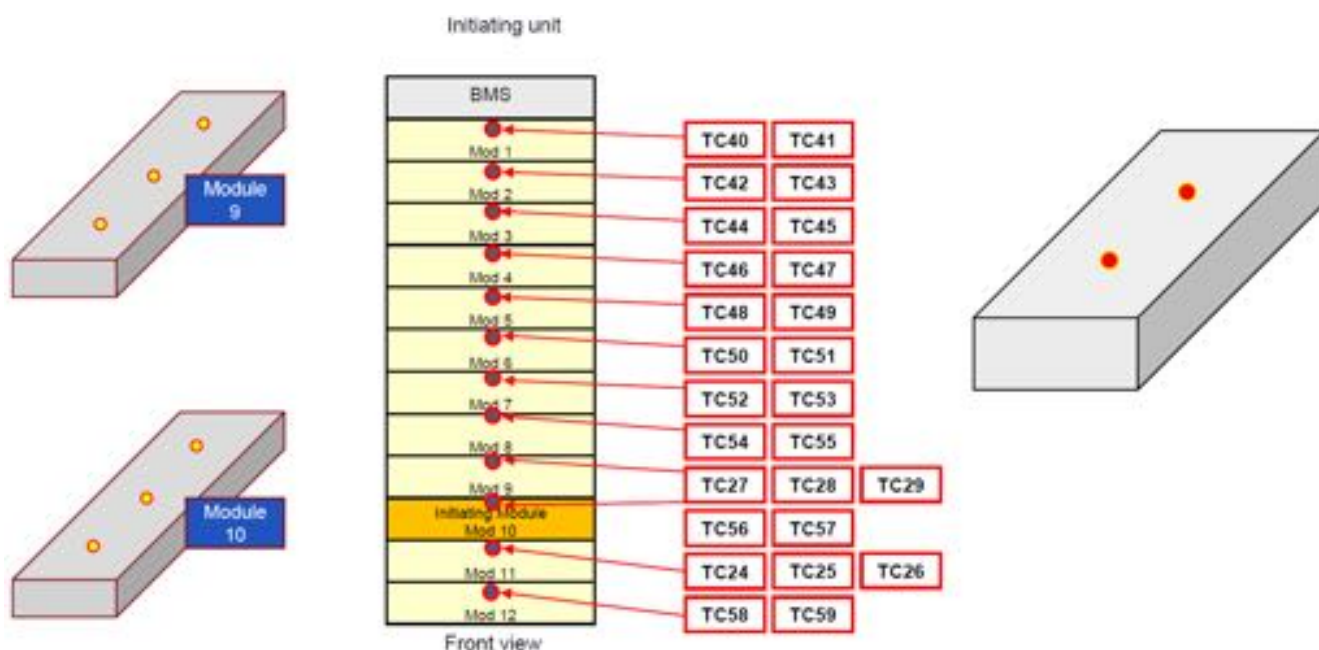 Initiating unit
BMS
Mod 1
Mod 2
Mod 3
Mod 4
Mod 5
Mod 6
Mod 7
Mod 8
Mod 9
Initiating Module
Mod 10
Mod 11
Mod 12
Front view
Module
9
Module
10
TC40 TC41
TC42 TC43
TC44 TC45
TC46 TC47
TC48 TC49
TC50 TC51
TC52 TC53
TC54 TC55
TC27 TC28 TC29
TC56 TC57
TC24 TC25 TC26
TC58 TC59